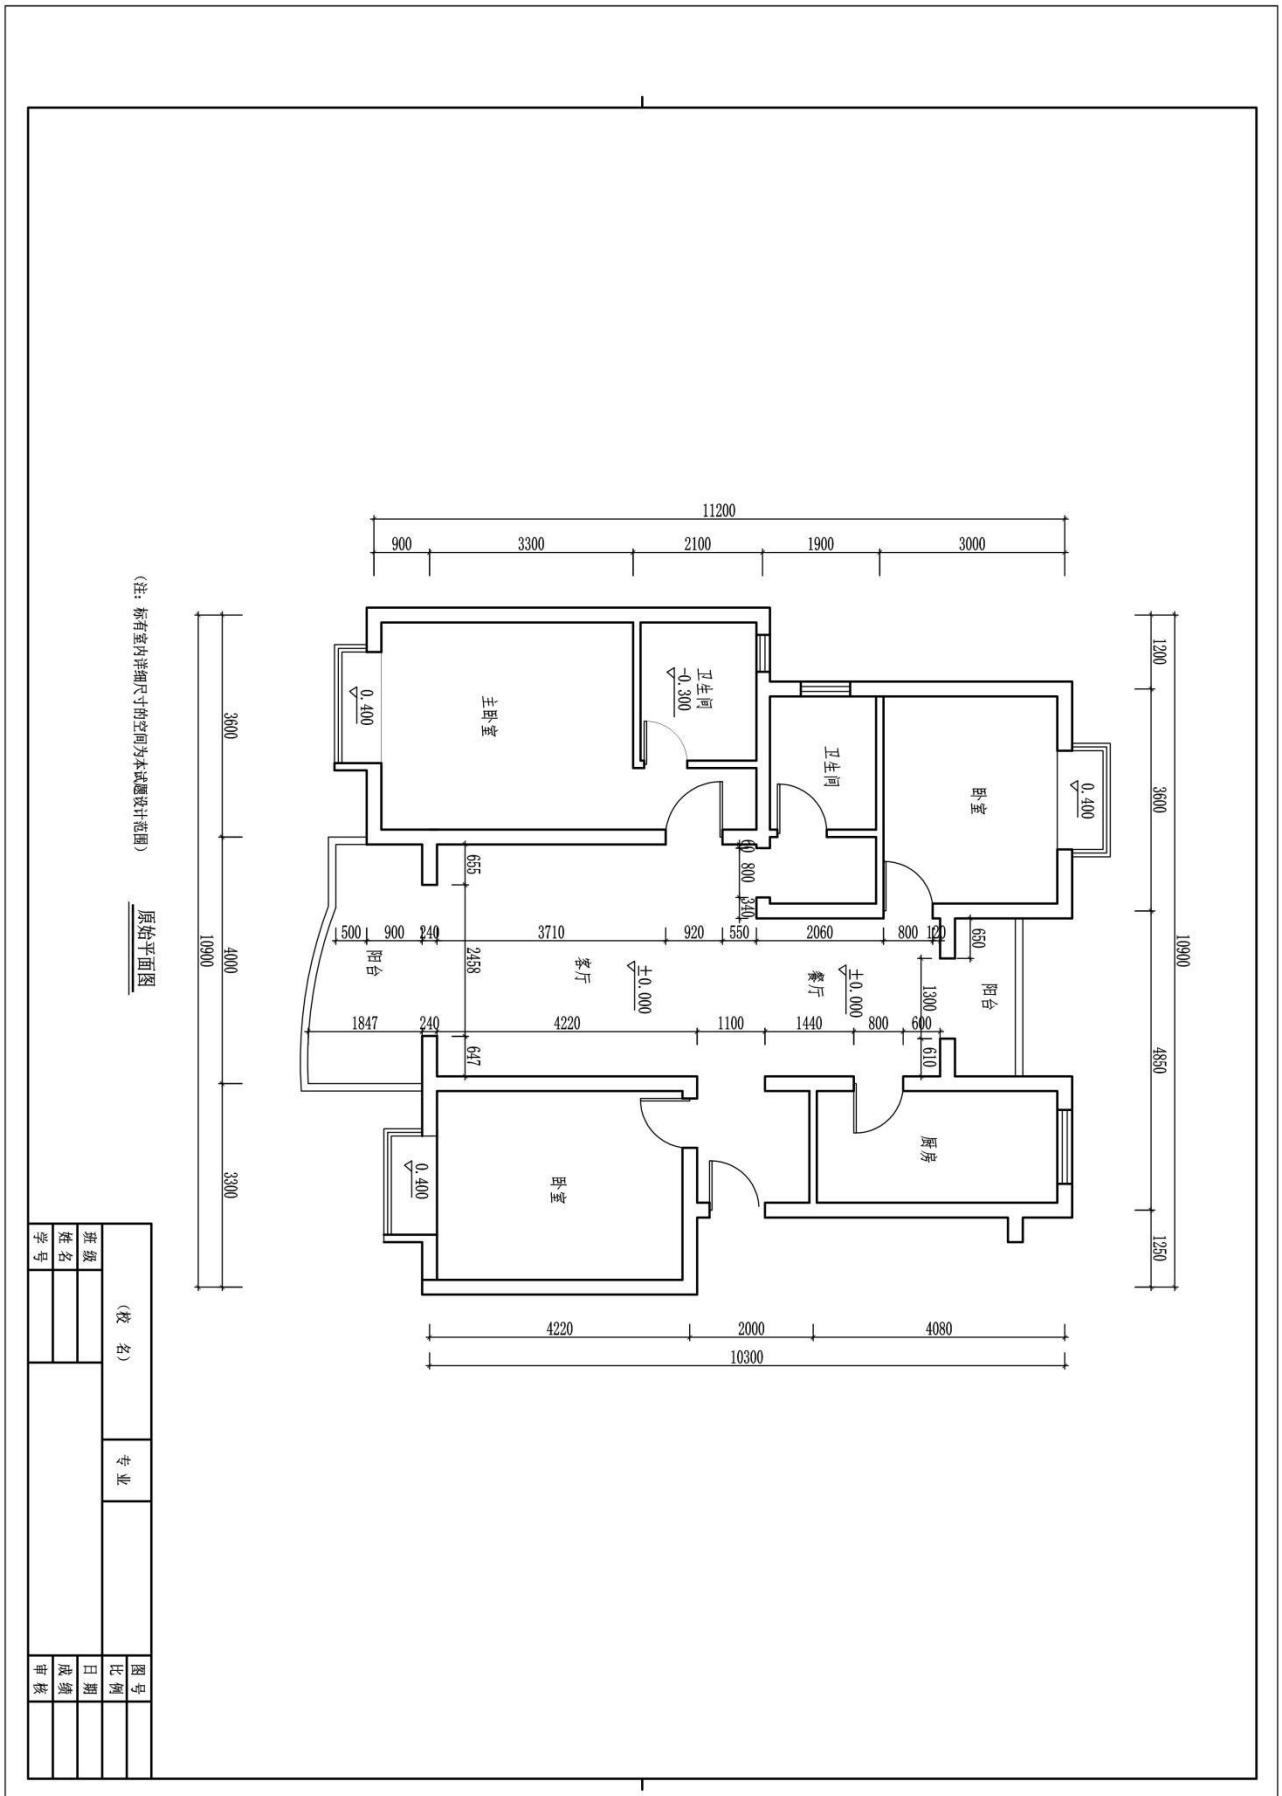 10900
1200
3600
4850
1250
0.400
3000
1900
2100
3300
900
11200
卧室
650
阳台
1300
610
厨房
4080
2000
4220
10300
120
800
2060
550
920
3710
240
900
500
600
800
1440
1100
4220
240
1847
±0.000
餐厅
卫生间
60
800
340
卫生间
-0.300
±0.000
客厅
主卧室
卧室
655
2458
647
0.400
0.400
阳台
3600
4000
3300
10900
原始平面图
(注：标有室内详细尺寸的空间为本试题设计范围)
(校 名)
专业
图号
比例
班级
日期
姓名
成绩
学号
审核